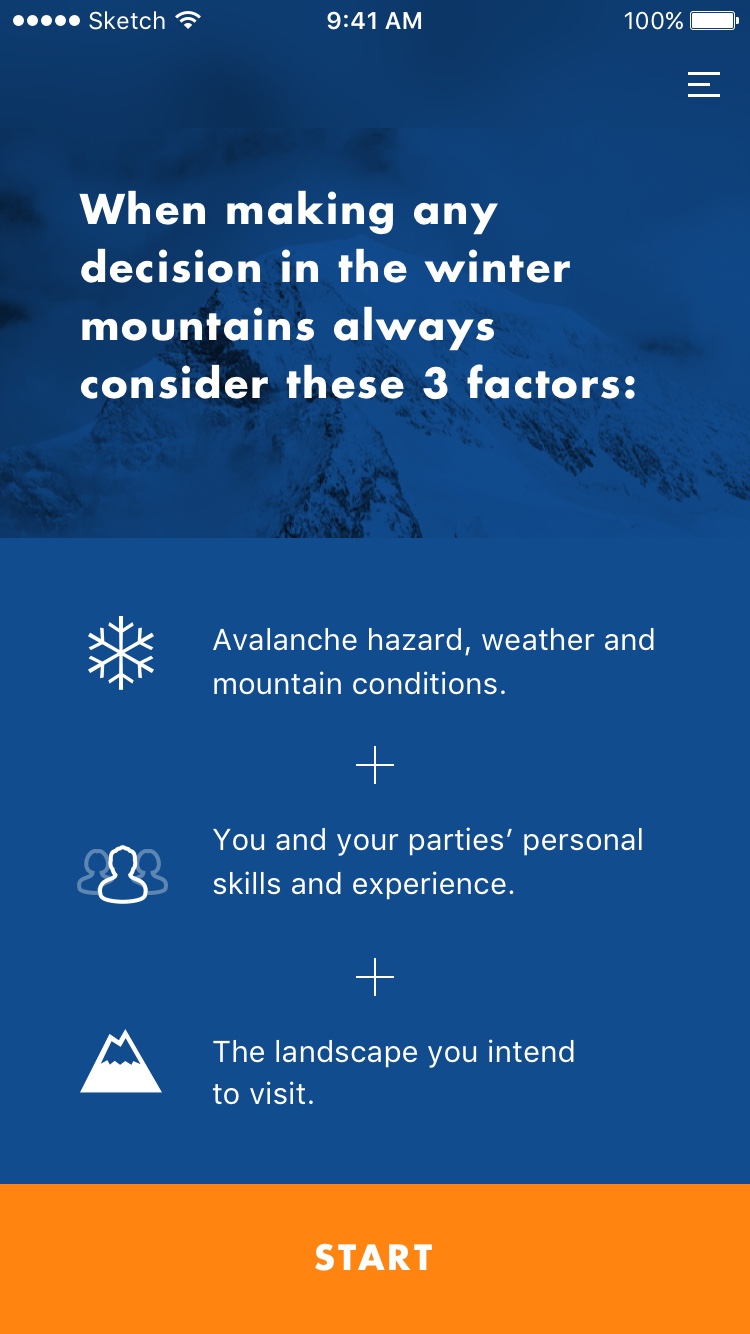 Sketch 9:41 AM 100%
When making any
decision in the winter
mountains always
consider these 3 factors:
Avalanche hazard, weather and
mountain conditions.
You and your parties’ personal
skills and experience.
The landscape you intend
to visit.
START